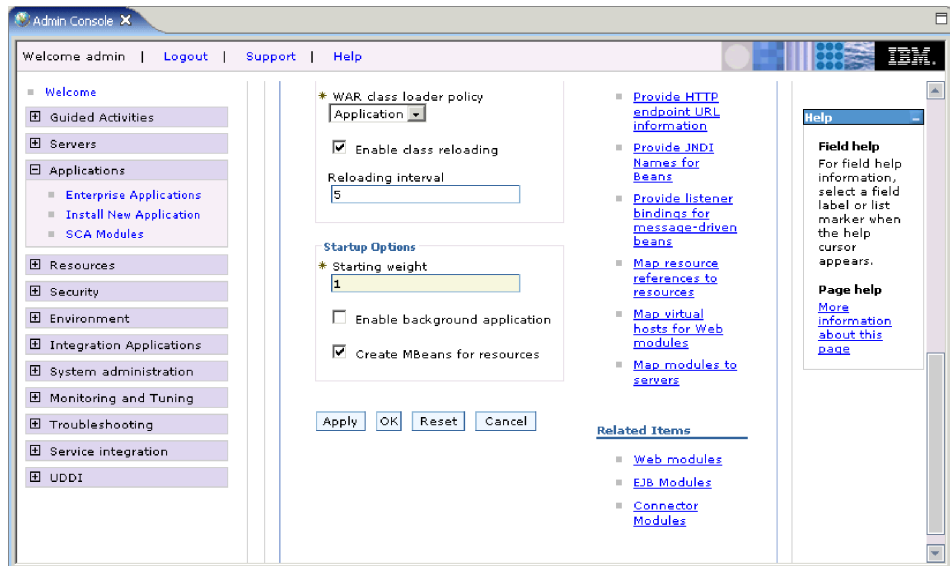 Admin Console
Welcome admin | Logout | Support | Help
IBM.
Welcome
Guided Activities
Servers
Applications
Enterprise Applications
Install New Application
SCA Modules
Resources
Security
Environment
Integration Applications
System administration
Monitoring and Tuning
Troubleshooting
Service integration
UDDI
* WAR class loader policy
Application
Enable class reloading
Reloading interval
5
Startup Options
* Starting weight
1
Enable background application
Create MBeans for resources
Apply OK Reset Cancel
Provide HTTP
endpoint URL
information
Provide JNDI
Names for
Beans
Provide listener
bindings for
message-driven
beans
Map resource
references to
resources
Map virtual
hosts for Web
modules
Map modules to
servers
Related Items
Web modules
EJB Modules
Connector
Modules
Help
Field help
For field help
information,
select a field
label or list
marker when
the help
cursor
appears.
Page help
More
information
about this
page